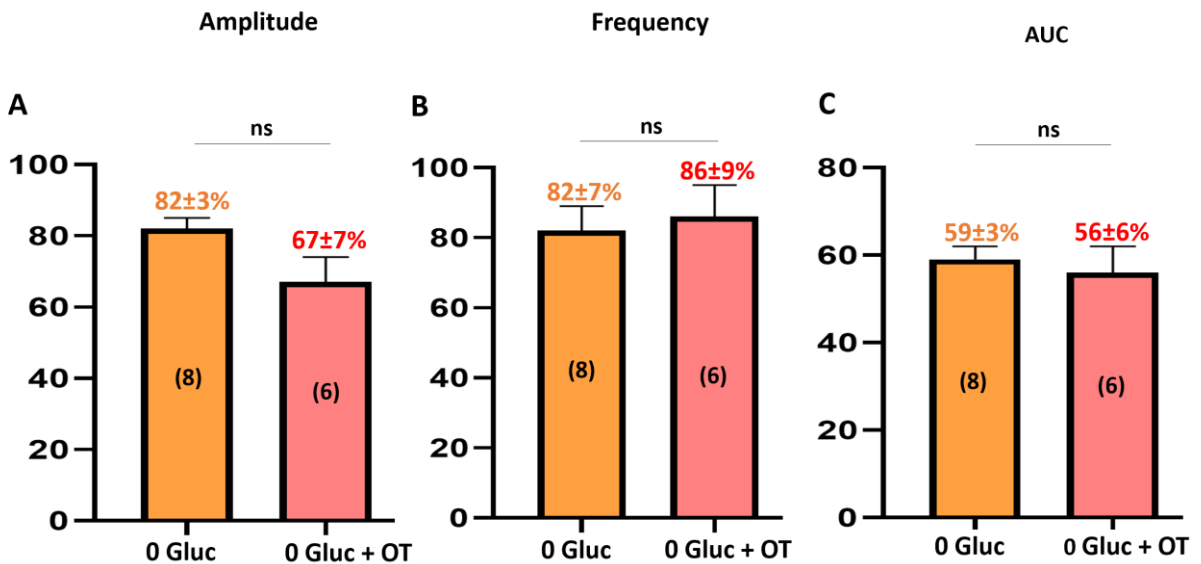 Amplitude
Frequency
AUC
A
ns
100
80
60
40
20
0
82±3%
67±7%
(8)
(6)
0 Gluc
0 Gluc + OT
B
ns
100
80
60
40
20
0
82±7%
86±9%
(8)
(6)
0 Gluc
0 Gluc + OT
C
ns
80
60
40
20
0
59±3%
56±6%
(8)
(6)
0 Gluc
0 Gluc + OT